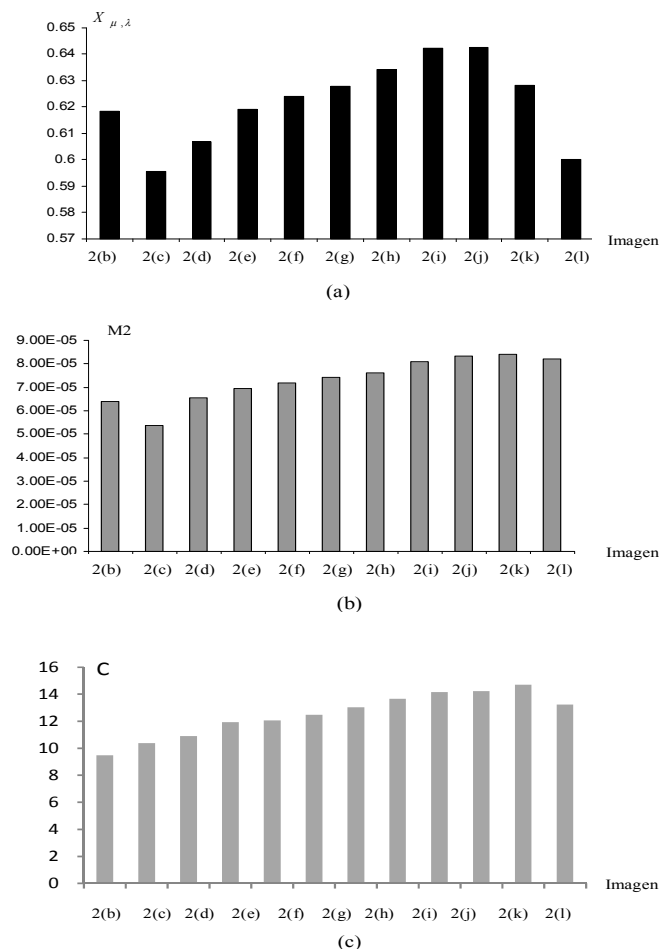 X μ,λ
0.65
0.64
0.63
0.62
0.61
0.6
0.59
0.58
0.57
2(b) 2(c) 2(d) 2(e) 2(f) 2(g) 2(h) 2(i) 2(j) 2(k) 2(l)
Imagen
(a)
M2
9.00E-05
8.00E-05
7.00E-05
6.00E-05
5.00E-05
4.00E-05
3.00E-05
2.00E-05
1.00E-05
0.00E+00
2(b) 2(c) 2(d) 2(e) 2(f) 2(g) 2(h) 2(i) 2(j) 2(k) 2(l)
Imagen
(b)
C
16
14
12
10
8
6
4
2
0
2(b) 2(c) 2(d) 2(e) 2(f) 2(g) 2(h) 2(i) 2(j) 2(k) 2(l)
Imagen
(c)